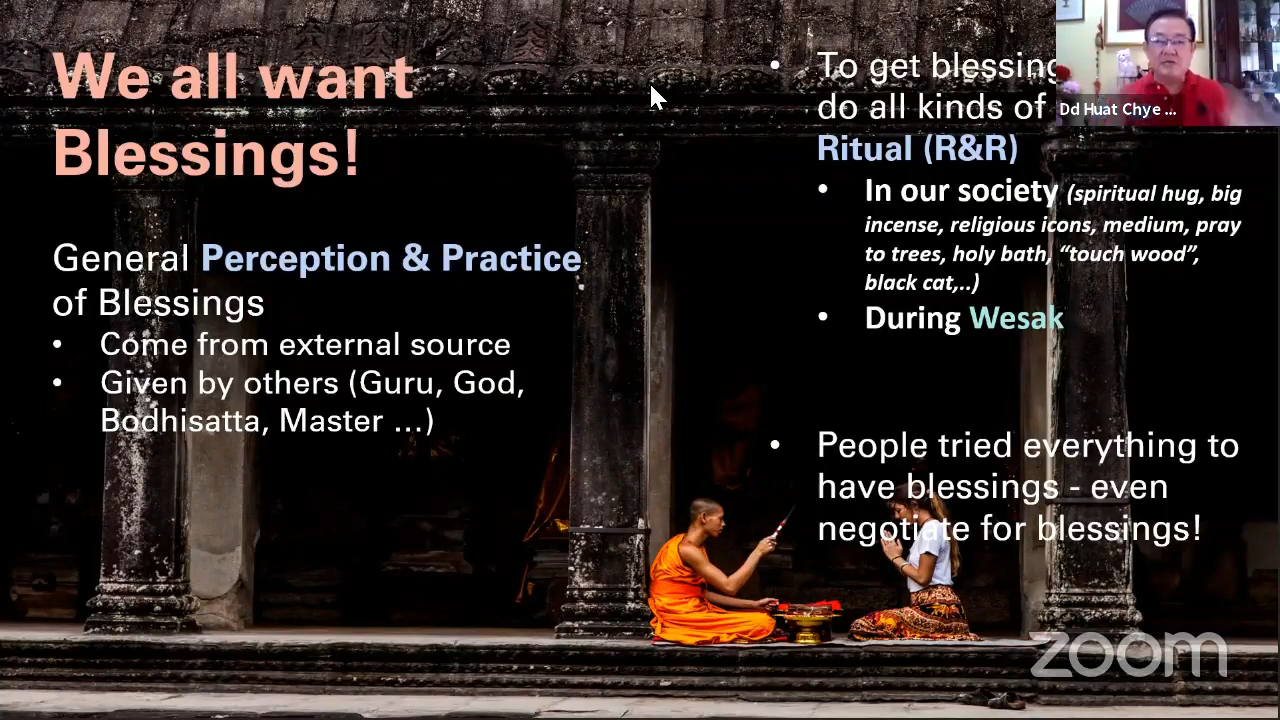 We all want
Blessings!
General Perception & Practice
of Blessings
• Come from external source
• Given by others (Guru, God,
Bodhisatta, Master ...)
• To get blessing
do all kinds of
Ritual (R&R)
• In our society (spiritual hug, big
incense, religious icons, medium, pray
to trees, holy bath, “touch wood”,
black cat,..)
• During Wesak
• People tried everything to
have blessings - even
negotiate for blessings!
Dd Huat Chye ...
zoom